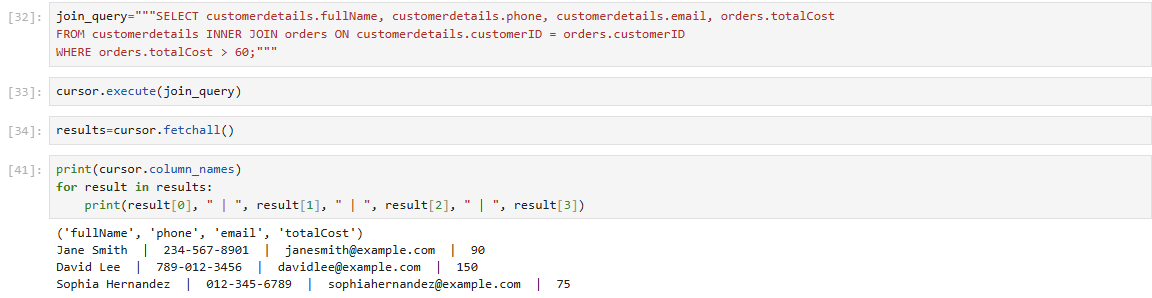 [32]: join_query="""SELECT customerdetails.fullName, customerdetails.phone, customerdetails.email, orders.totalCost
FROM customerdetails INNER JOIN orders ON customerdetails.customerID = orders.customerID
WHERE orders.totalCost > 60;"""
[33]: cursor.execute(join_query)
[34]: results=cursor.fetchall()
[41]: print(cursor.column_names)
for result in results:
    print(result[0], " | ", result[1], " | ", result[2], " | ", result[3])
('fullName', 'phone', 'email', 'totalCost')
Jane Smith  |  234-567-8901  |  janesmith@example.com  |  90
David Lee  |  789-012-3456  |  davidlee@example.com  |  150
Sophia Hernandez  |  012-345-6789  |  sophiahernandez@example.com  |  75